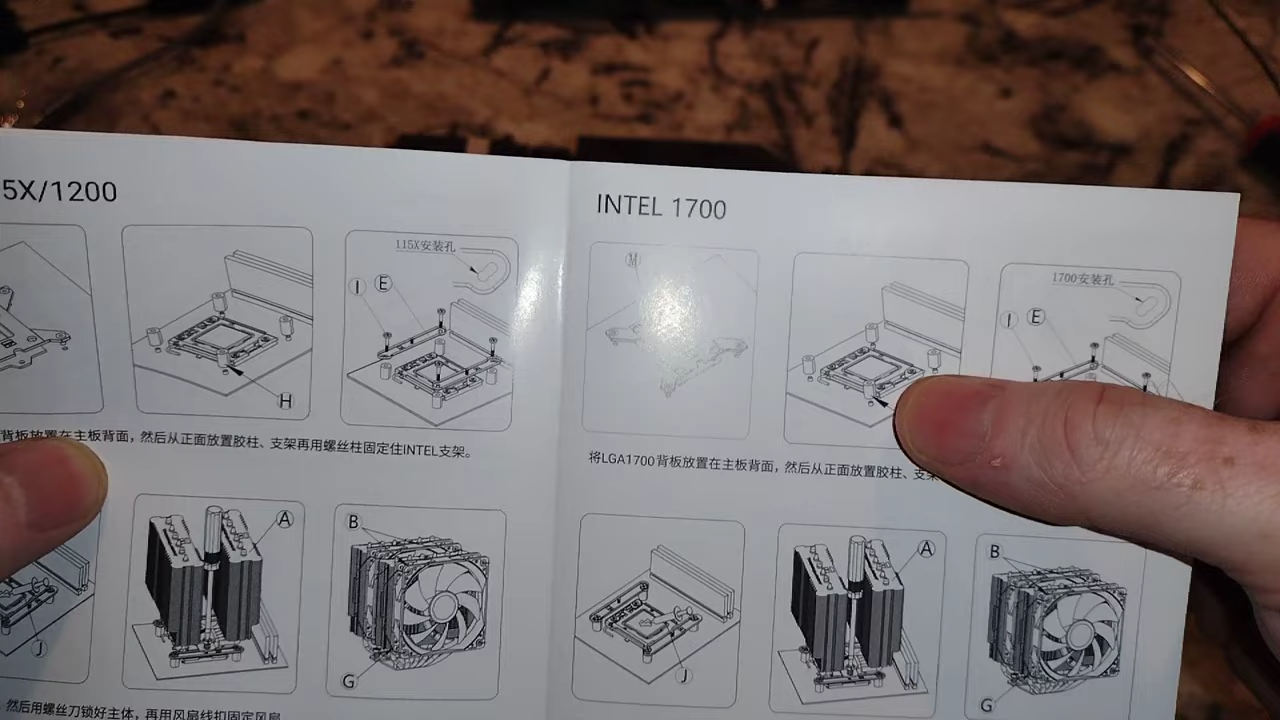 5X/1200
115X安装孔
I
E
H
背板放置在主板背面，然后从正面放置胶柱、支架再用螺丝柱固定住INTEL支架。
A
B
J
G
然后用螺丝刀锁好主体，再用风扇线扣固定风扇
INTEL 1700
M
1700安装孔
I
E
将LGA1700背板放置在主板背面，然后从正面放置胶柱、支架
A
B
J
G